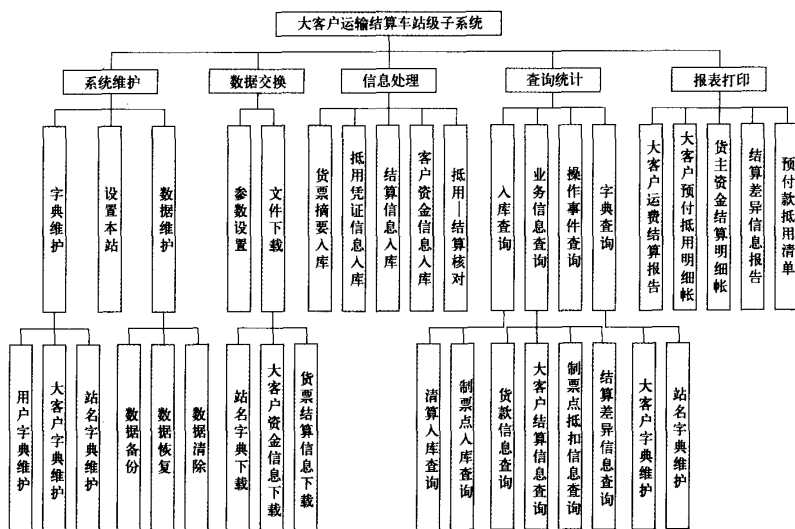 大客户运输结算车站级子系统
系统维护
数据交换
信息处理
查询统计
报表打印
字典维护
设置本站
数据维护
参数设置
文件下载
货票摘要入库
抵用凭证信息入库
结算信息入库
客户资金信息入库
抵用—结算核对
入库查询
业务信息查询
操作事件查询
字典查询
大客户运费结算报告
大客户预付抵用明细帐
货主资金结算明细帐
结算差异信息报告
预付款抵用清单
用户字典维护
大客户字典维护
站名字典维护
数据备份
数据恢复
数据清除
站名字典下载
大客户资金信息下载
货票结算信息下载
清算入库查询
制票点入库查询
货款信息查询
大客户结算信息查询
制票点抵扣信息查询
结算差异信息查询
大客户字典维护
站名字典维护